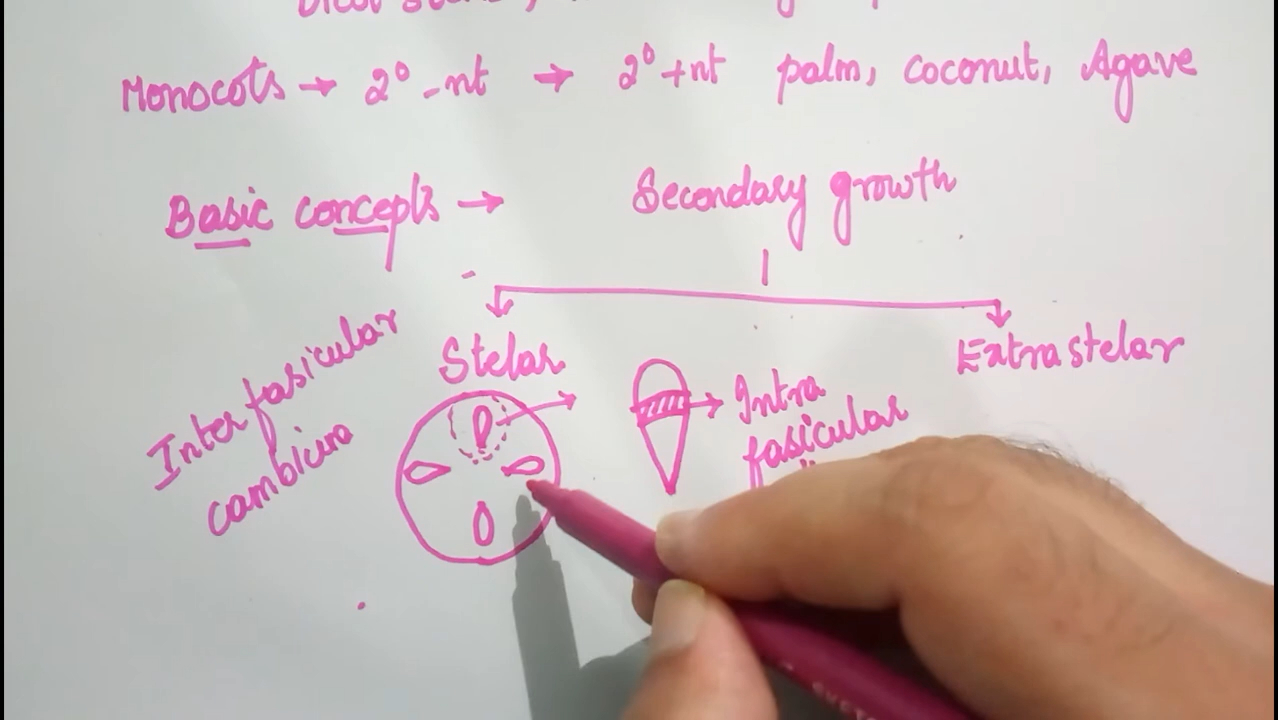 Monocots → 2° -nt → 2° +nt palm, coconut, Agave
Basic concepts → Secondary growth
Stelar
Extrastelar
Inter fasicular
cambium
Intra
fasicular